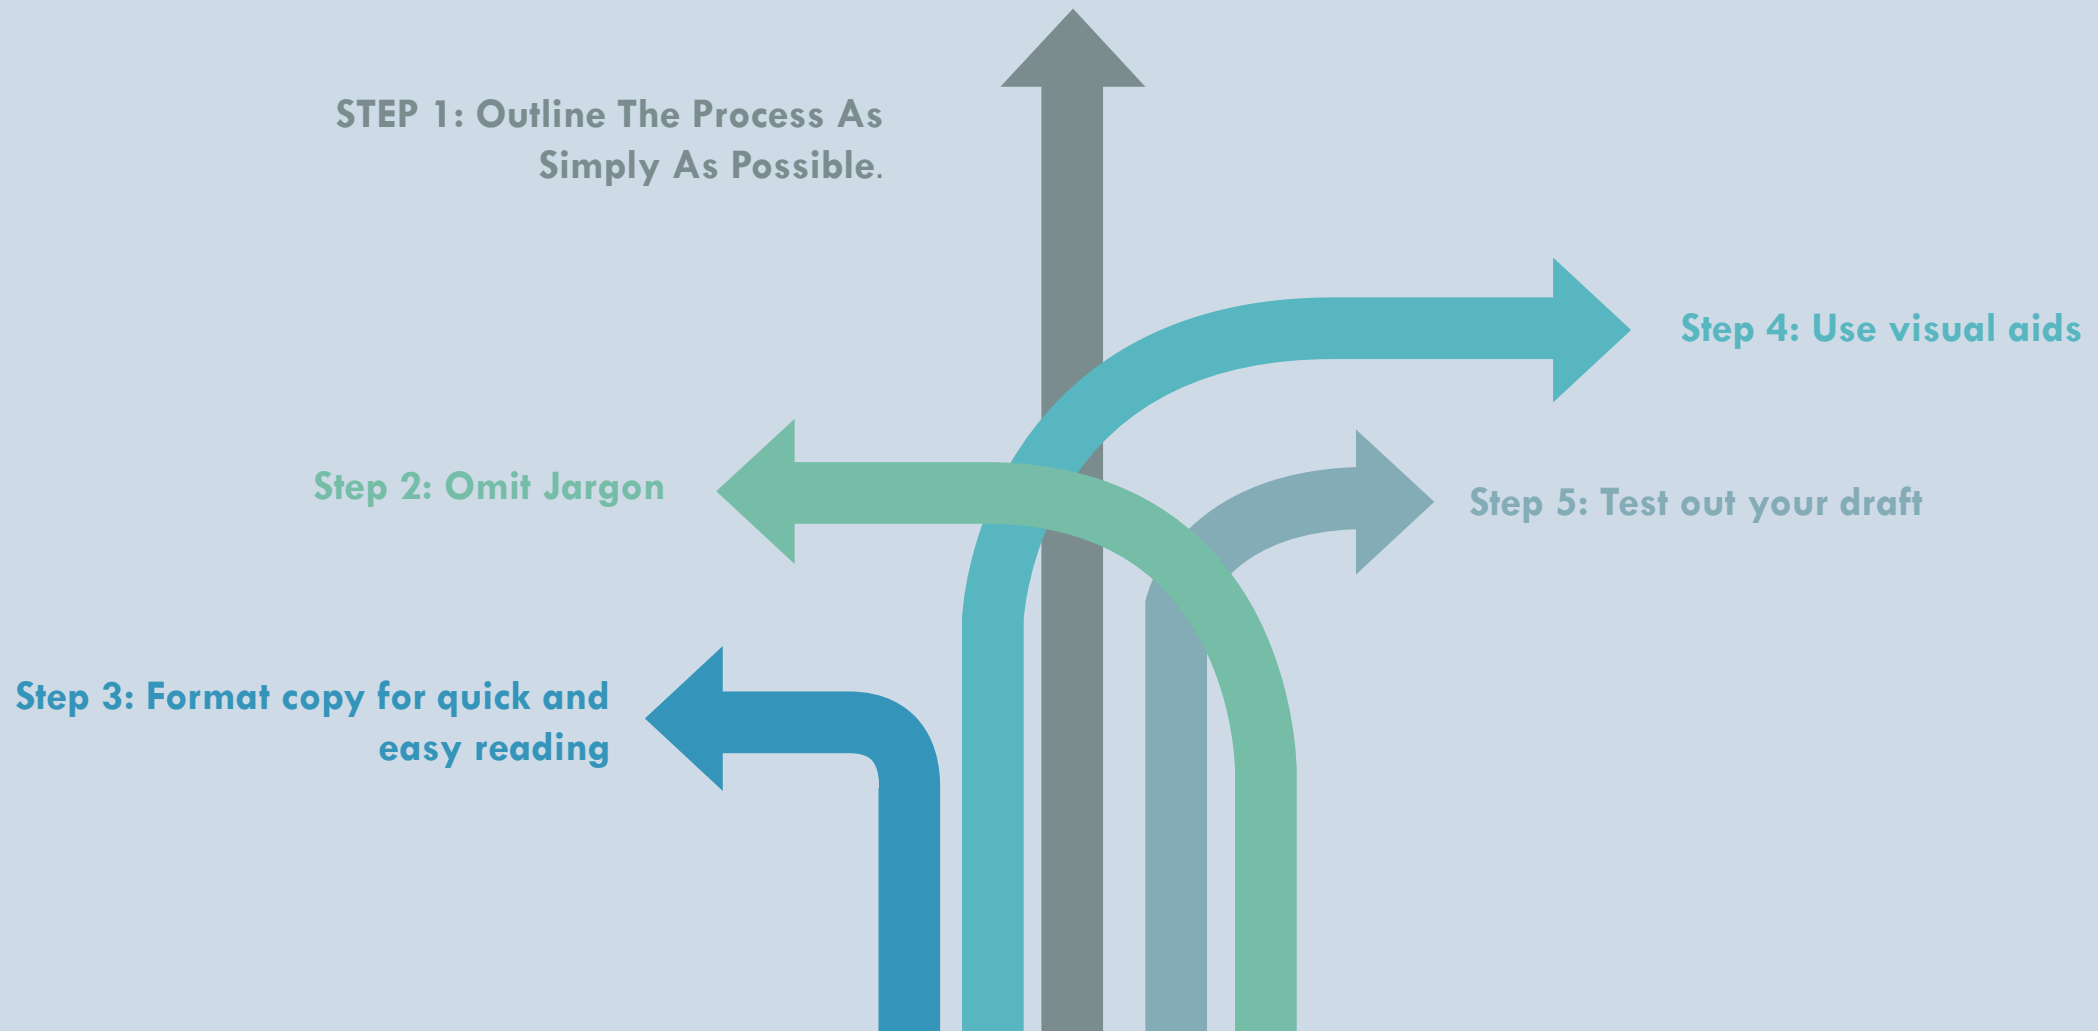 STEP 1: Outline The Process As
Simply As Possible.
Step 2: Omit Jargon
Step 3: Format copy for quick and
easy reading
Step 4: Use visual aids
Step 5: Test out your draft